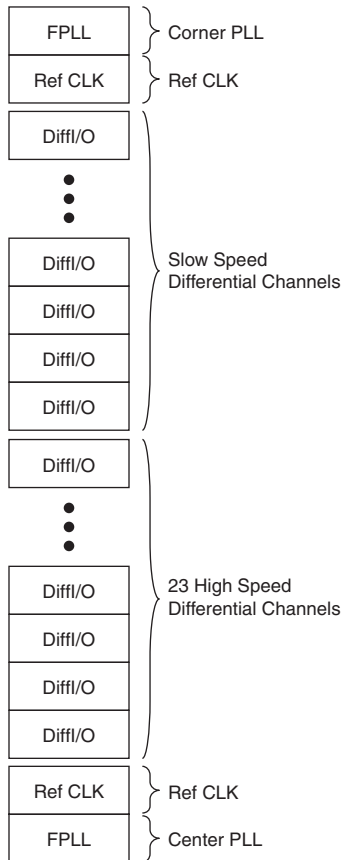 FPLL
Corner PLL
Ref CLK
Ref CLK
DiffI/O
DiffI/O
Slow Speed
Differential Channels
DiffI/O
DiffI/O
DiffI/O
DiffI/O
DiffI/O
23 High Speed
Differential Channels
DiffI/O
DiffI/O
DiffI/O
Ref CLK
Ref CLK
FPLL
Center PLL